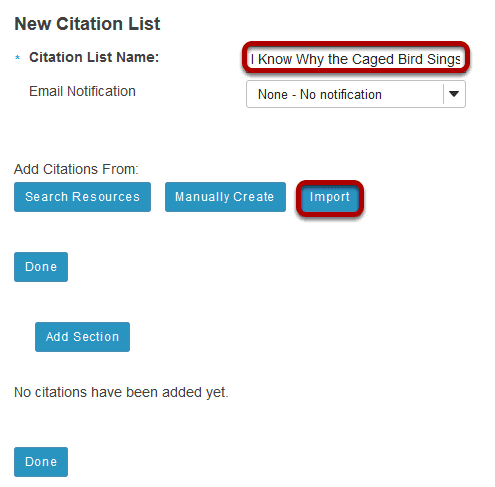 New Citation List
* Citation List Name: I Know Why the Caged Bird Sings
Email Notification None - No notification
Add Citations From:
Search Resources Manually Create Import
Done
Add Section
No citations have been added yet.
Done